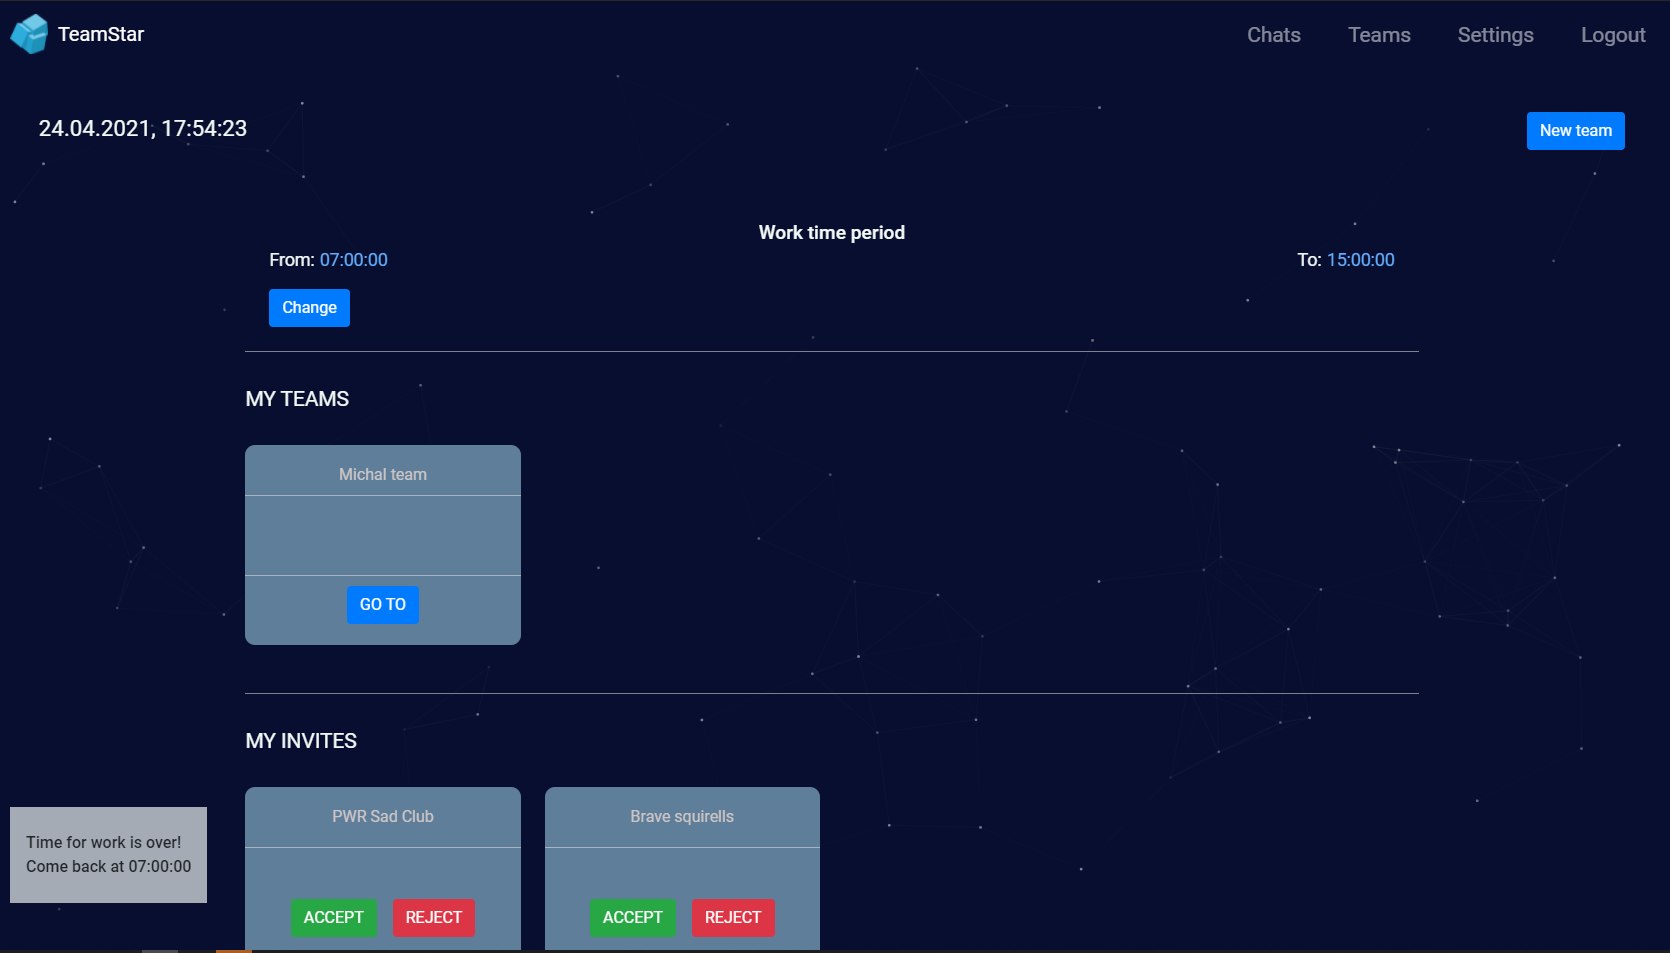 TeamStar
Chats
Teams
Settings
Logout
24.04.2021, 17:54:23
New team
Work time period
From: 07:00:00
To: 15:00:00
Change
MY TEAMS
Michal team
GO TO
MY INVITES
PWR Sad Club
Brave squirells
ACCEPT
REJECT
ACCEPT
REJECT
Time for work is over!
Come back at 07:00:00